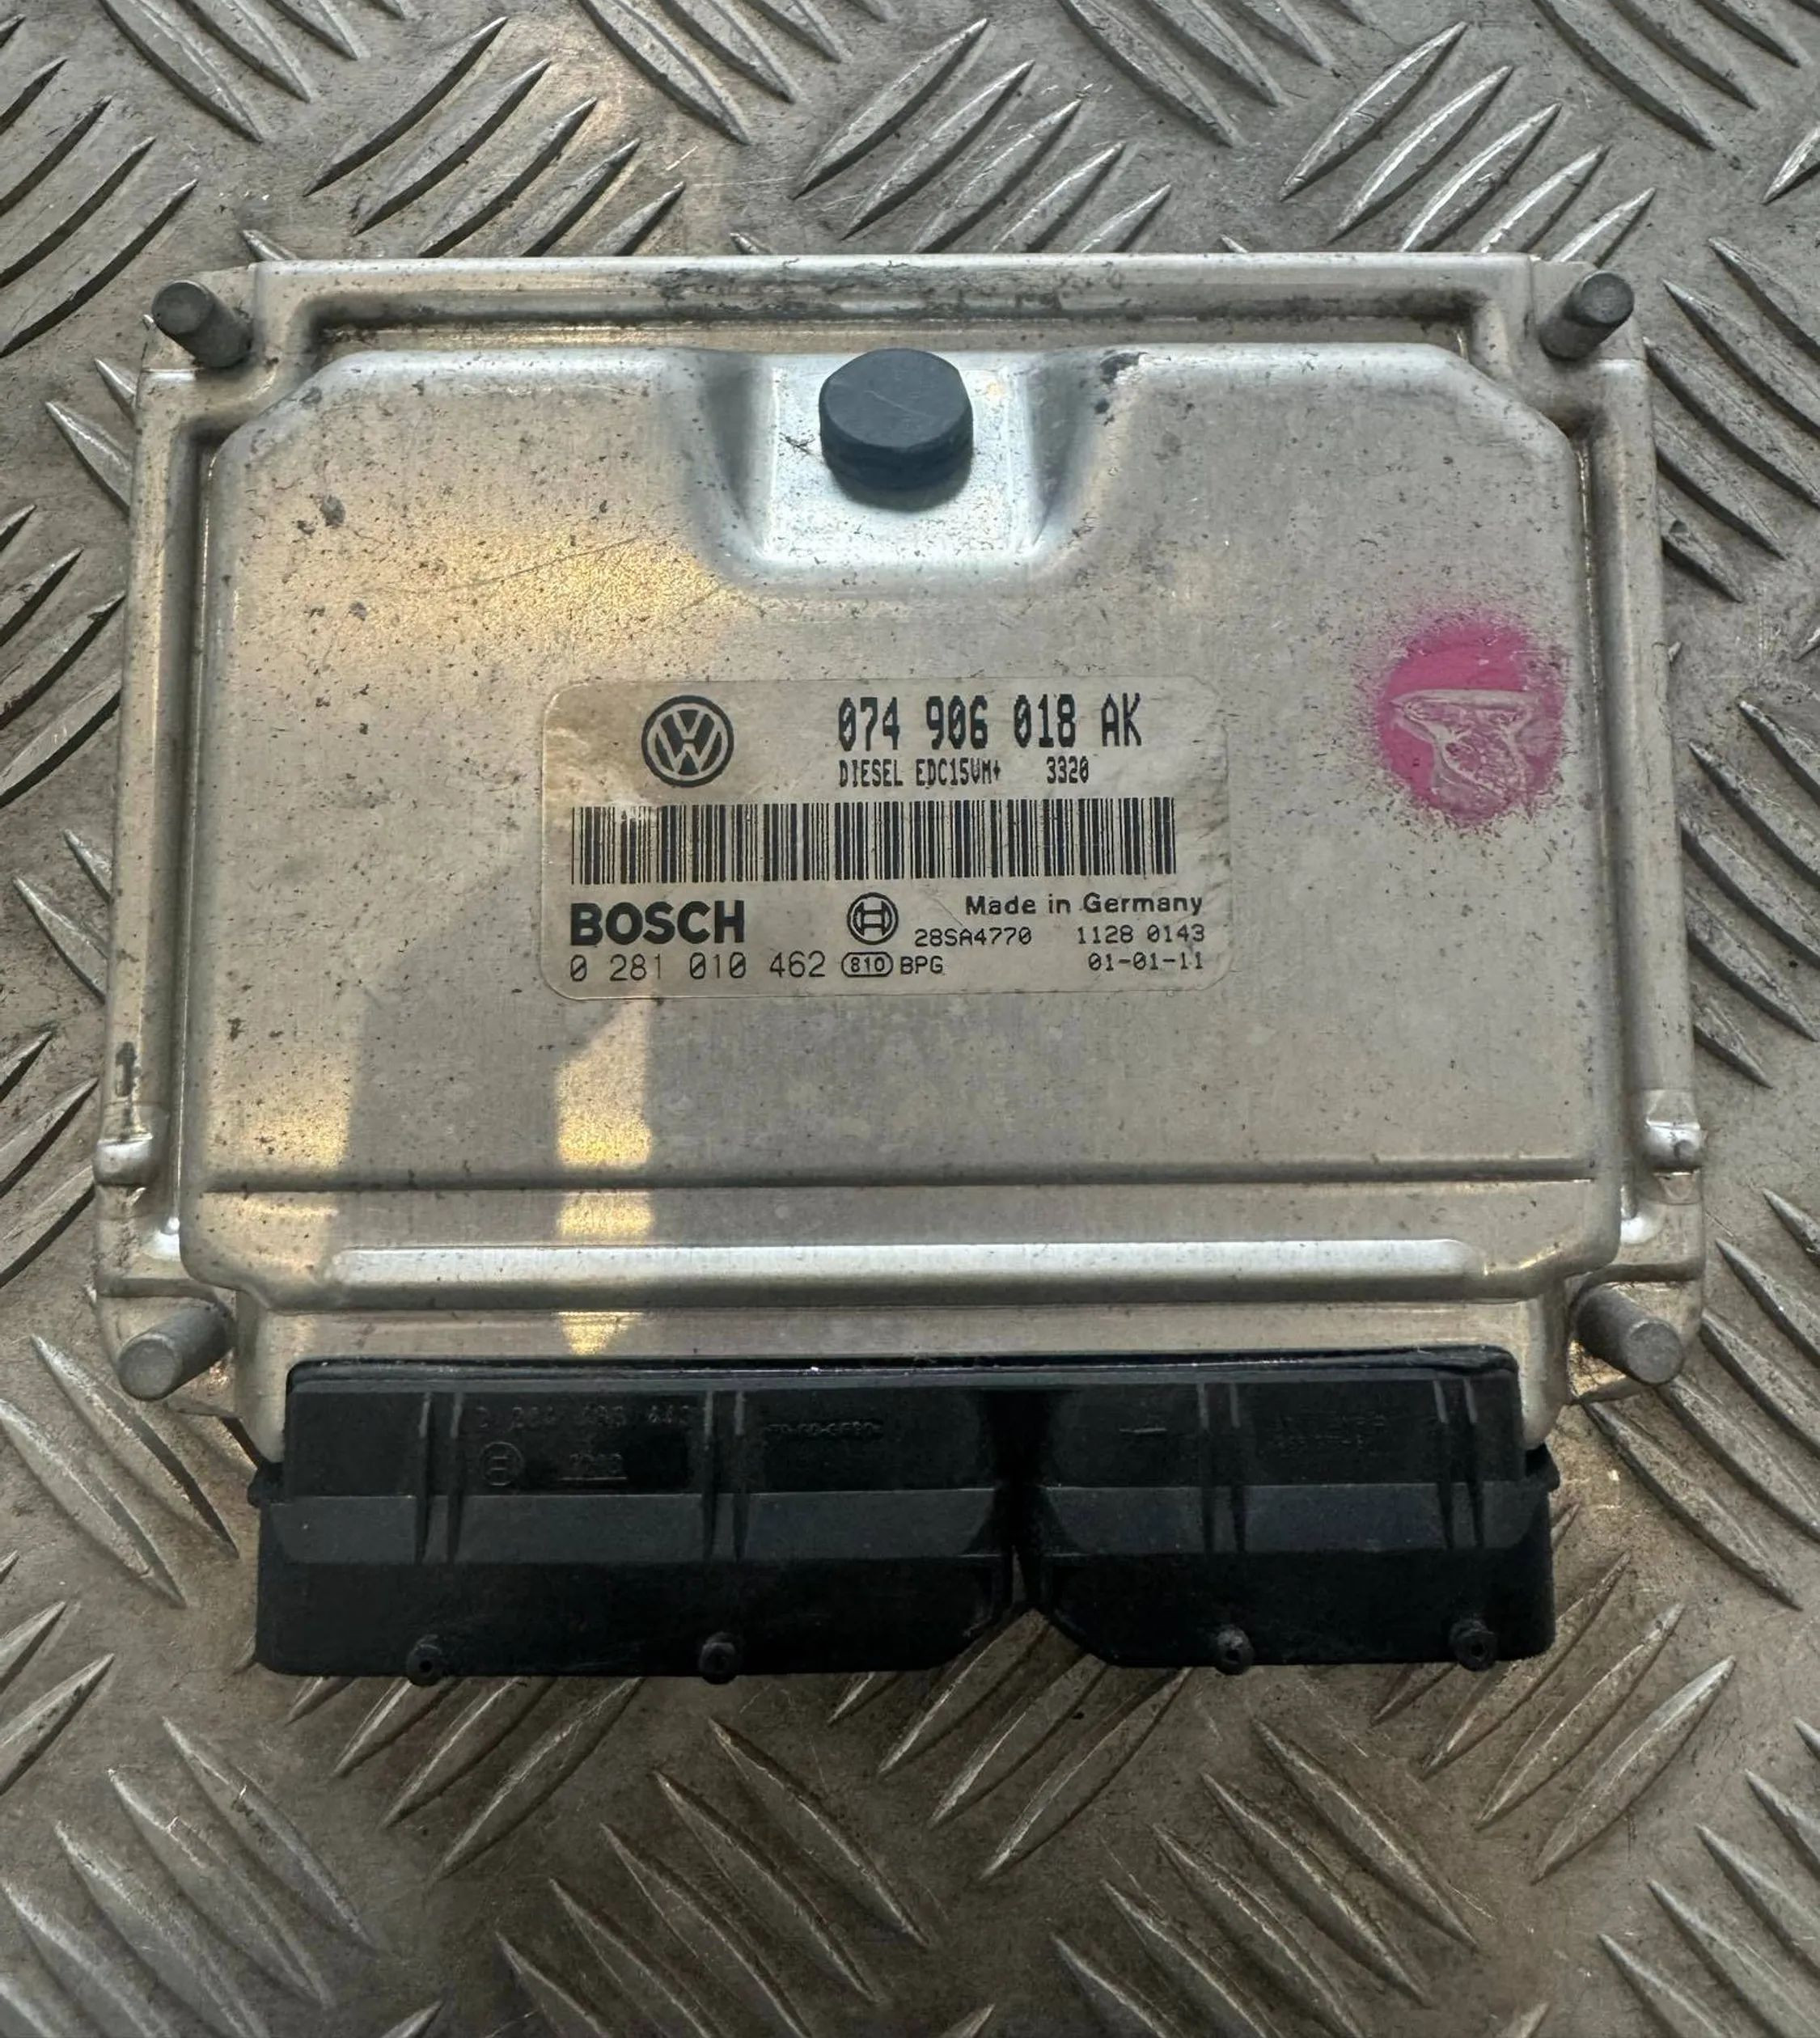 074 906 018 AK
DIESEL EDC15VM+ 3320
BOSCH
Made in Germany
28SA4770 1128 0143
0 281 010 462 810 BPG 01-01-11